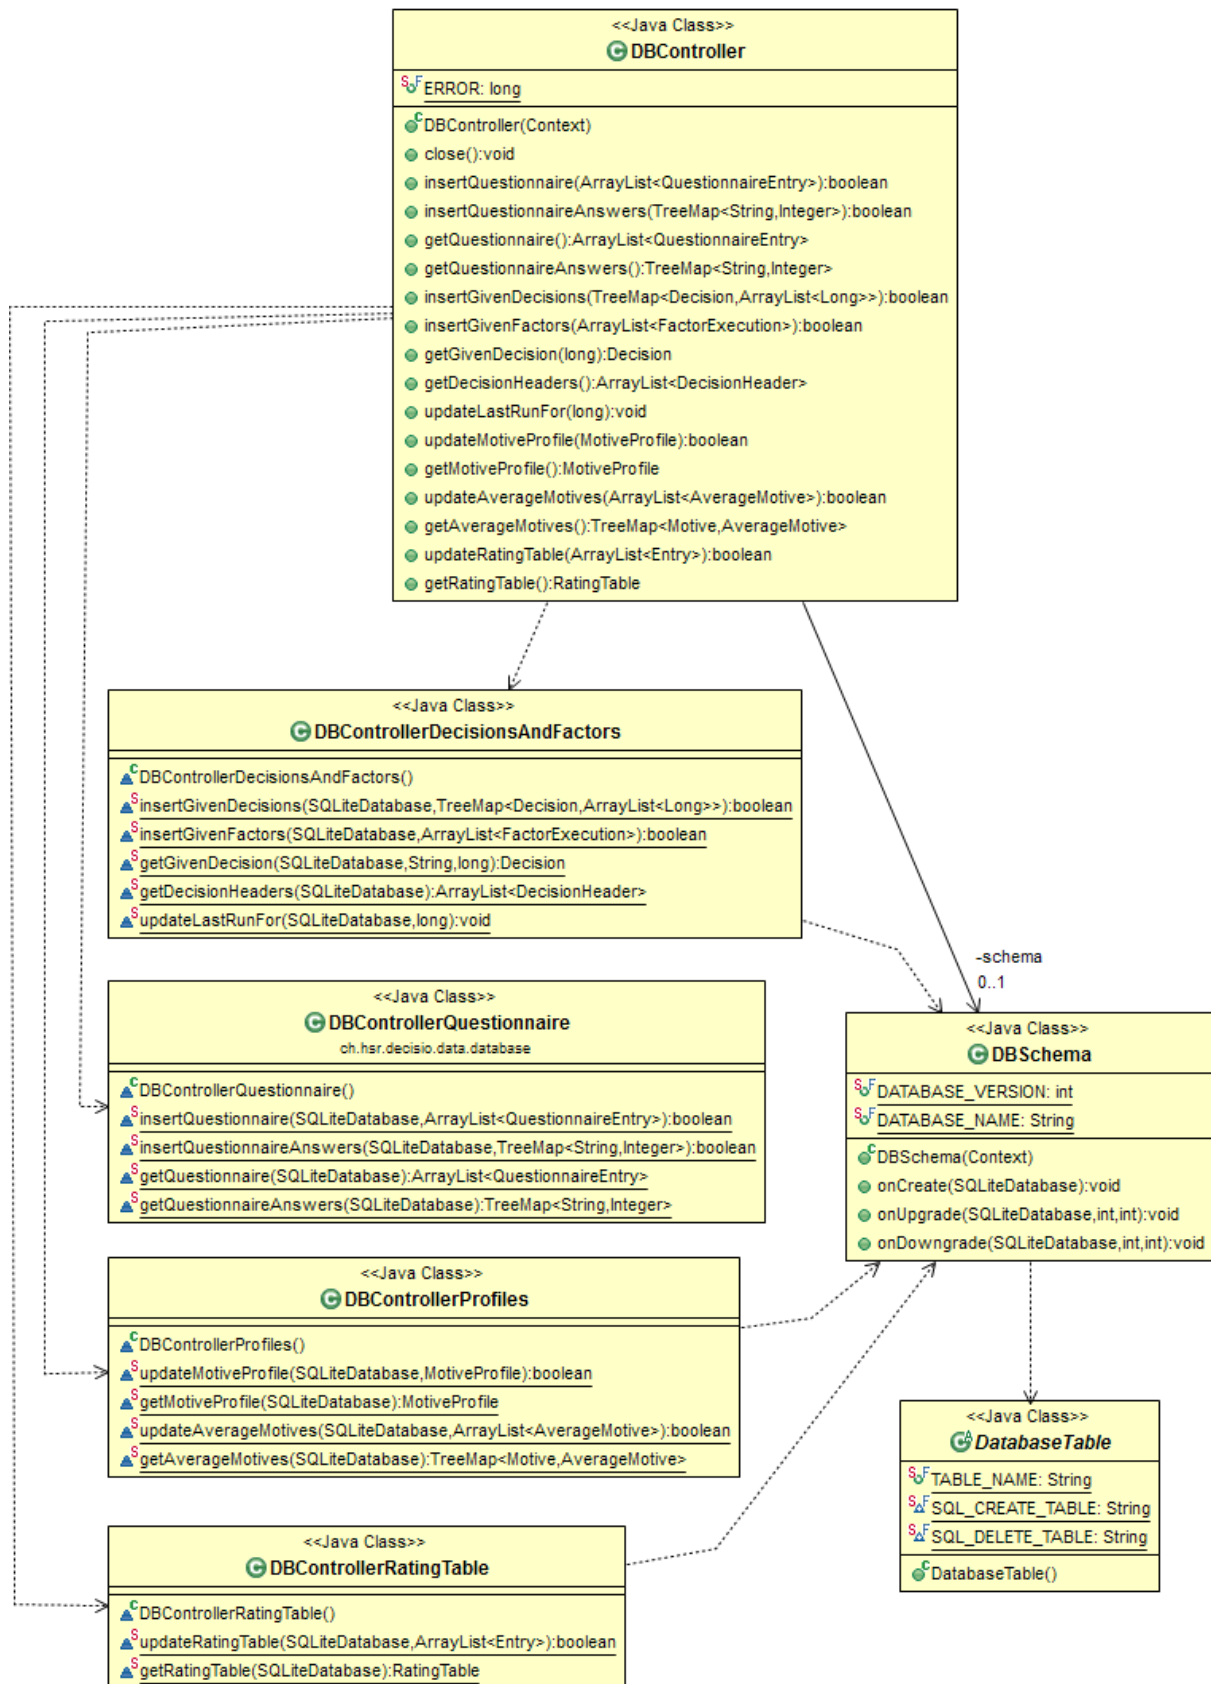 <<Java Class>>
DBController
ERROR: long
DBController(Context)
close():void
insertQuestionnaire(ArrayList<QuestionnaireEntry>):boolean
insertQuestionnaireAnswers(TreeMap<String,Integer>):boolean
getQuestionnaire():ArrayList<QuestionnaireEntry>
getQuestionnaireAnswers():TreeMap<String,Integer>
insertGivenDecisions(TreeMap<Decision,ArrayList<Long>>):boolean
insertGivenFactors(ArrayList<FactorExecution>):boolean
getGivenDecision(long):Decision
getDecisionHeaders():ArrayList<DecisionHeader>
updateLastRunFor(long):void
updateMotiveProfile(MotiveProfile):boolean
getMotiveProfile():MotiveProfile
updateAverageMotives(ArrayList<AverageMotive>):boolean
getAverageMotives():TreeMap<Motive,AverageMotive>
updateRatingTable(ArrayList<Entry>):boolean
getRatingTable():RatingTable
<<Java Class>>
DBControllerDecisionsAndFactors
DBControllerDecisionsAndFactors()
insertGivenDecisions(SQLiteDatabase,TreeMap<Decision,ArrayList<Long>>):boolean
insertGivenFactors(SQLiteDatabase,ArrayList<FactorExecution>):boolean
getGivenDecision(SQLiteDatabase,String,long):Decision
getDecisionHeaders(SQLiteDatabase):ArrayList<DecisionHeader>
updateLastRunFor(SQLiteDatabase,long):void
-schema
0..1
<<Java Class>>
DBControllerQuestionnaire
ch.hsr.decisio.data.database
DBControllerQuestionnaire()
insertQuestionnaire(SQLiteDatabase,ArrayList<QuestionnaireEntry>):boolean
insertQuestionnaireAnswers(SQLiteDatabase,TreeMap<String,Integer>):boolean
getQuestionnaire(SQLiteDatabase):ArrayList<QuestionnaireEntry>
getQuestionnaireAnswers(SQLiteDatabase):TreeMap<String,Integer>
<<Java Class>>
DBSchema
DATABASE_VERSION: int
DATABASE_NAME: String
DBSchema(Context)
onCreate(SQLiteDatabase):void
onUpgrade(SQLiteDatabase,int,int):void
onDowngrade(SQLiteDatabase,int,int):void
<<Java Class>>
DBControllerProfiles
DBControllerProfiles()
updateMotiveProfile(SQLiteDatabase,MotiveProfile):boolean
getMotiveProfile(SQLiteDatabase):MotiveProfile
updateAverageMotives(SQLiteDatabase,ArrayList<AverageMotive>):boolean
getAverageMotives(SQLiteDatabase):TreeMap<Motive,AverageMotive>
<<Java Class>>
DatabaseTable
TABLE_NAME: String
SQL_CREATE_TABLE: String
SQL_DELETE_TABLE: String
DatabaseTable()
<<Java Class>>
DBControllerRatingTable
DBControllerRatingTable()
updateRatingTable(SQLiteDatabase,ArrayList<Entry>):boolean
getRatingTable(SQLiteDatabase):RatingTable